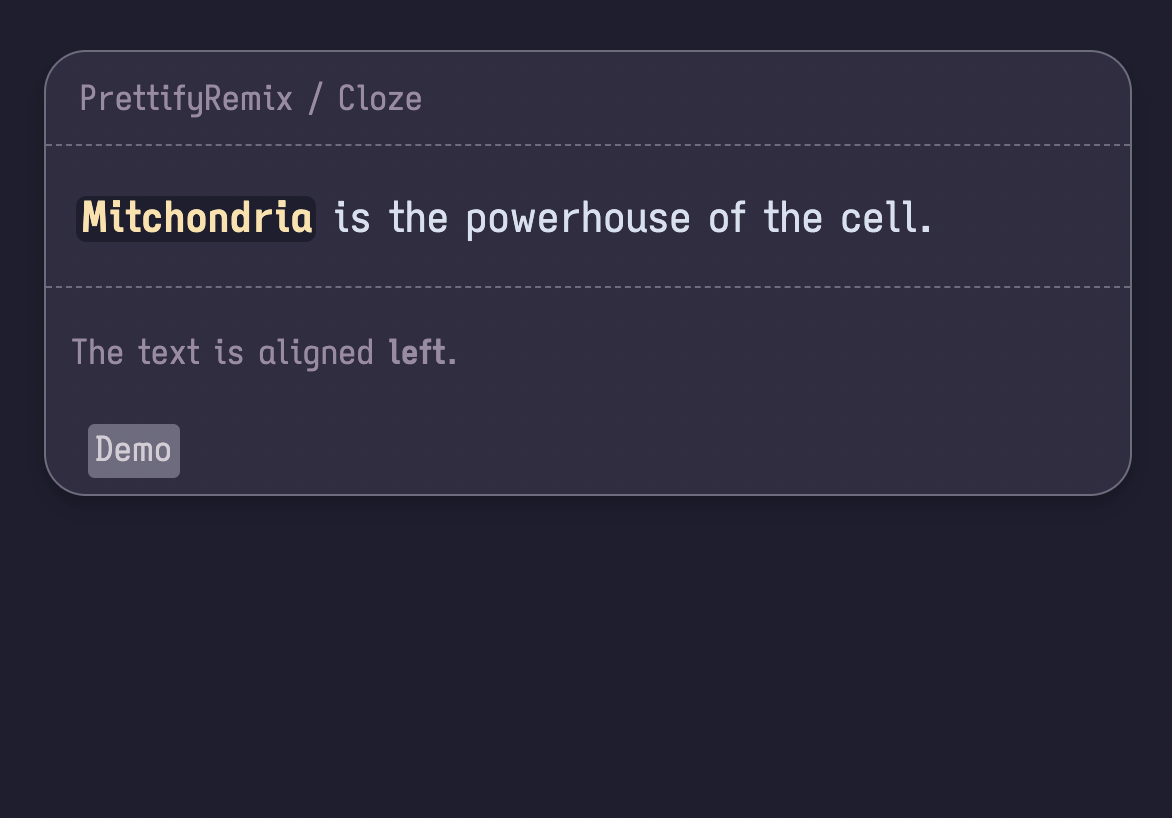 PrettifyRemix / Cloze
Mitchondria is the powerhouse of the cell.
The text is aligned left.
Demo